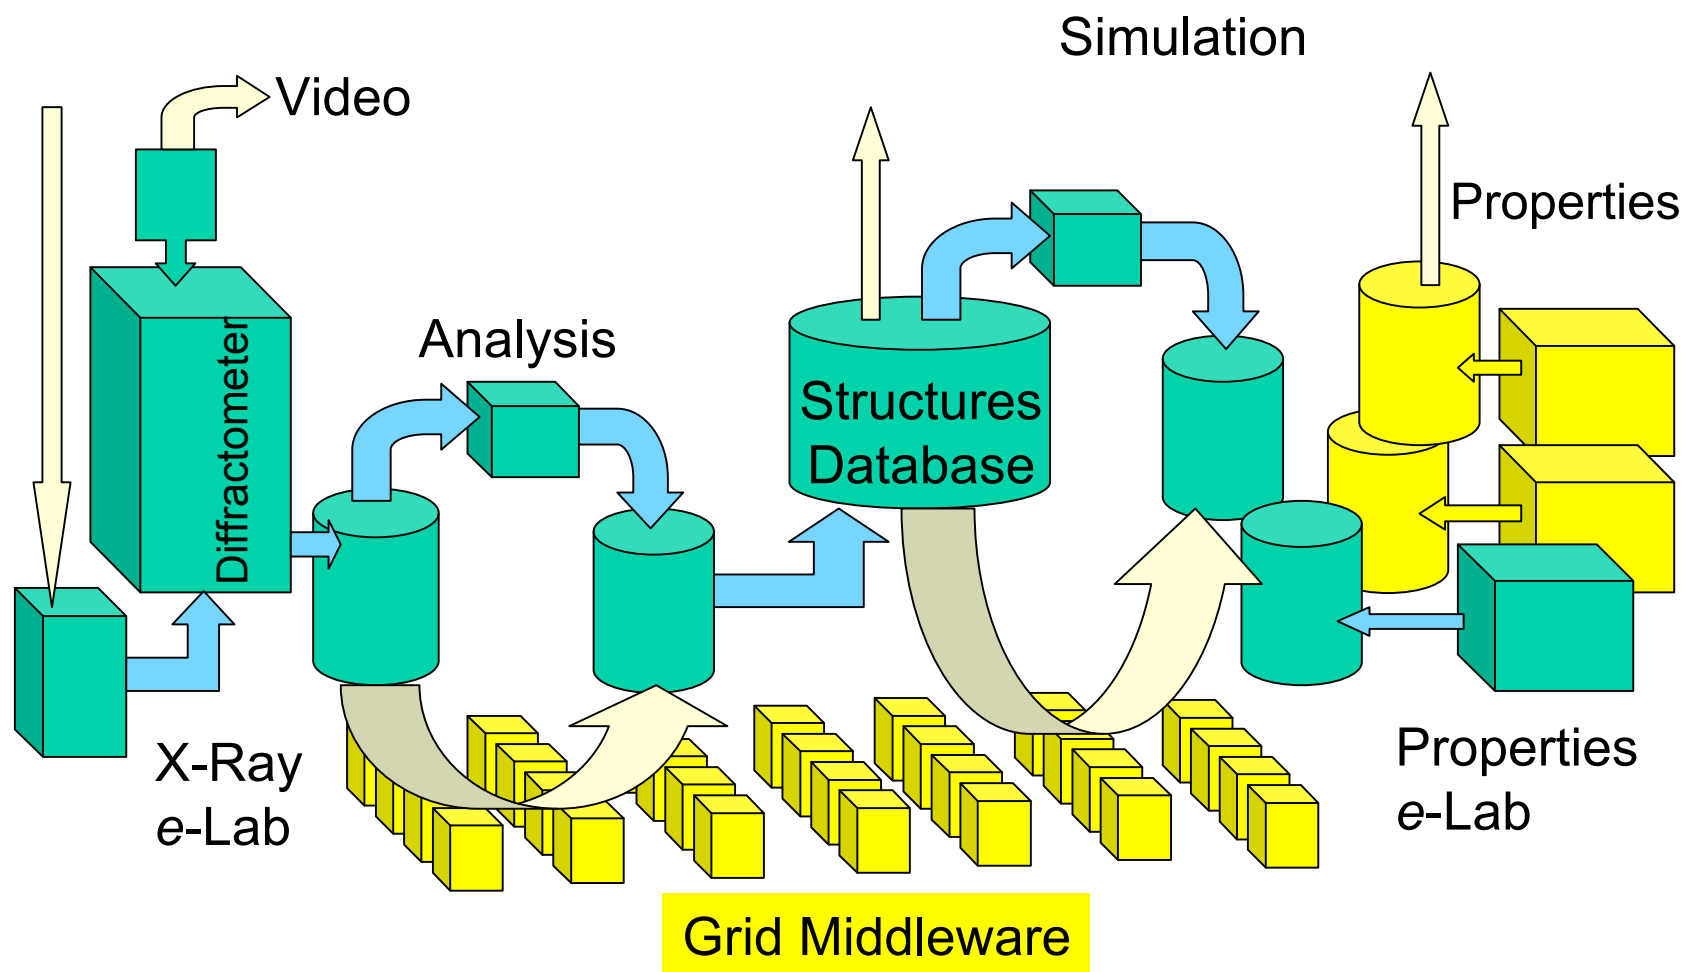 Simulation
Video
Properties
Diffractometer
Analysis
Structures
Database
X-Ray
e-Lab
Properties
e-Lab
Grid Middleware